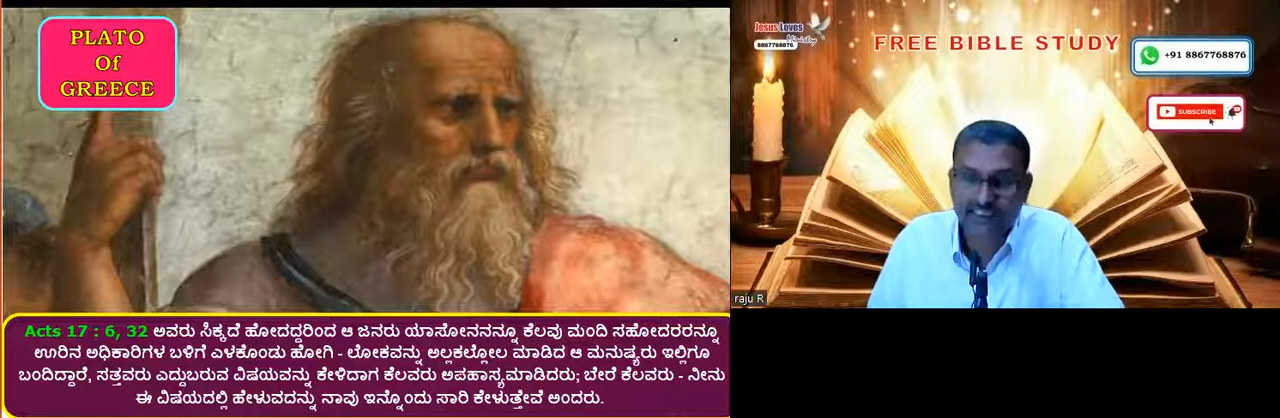 PLATO
Of
GREECE
Acts 17 : 6, 32 ಅವರು ಸಿಕ್ಕದೆ ಹೋದದ್ದರಿಂದ ಆ ಜನರು ಯಾಸೋನನನ್ನೂ ಕೆಲವು ಮಂದಿ ಸಹೋದರರನ್ನೂ
ಊರಿನ ಅಧಿಕಾರಿಗಳ ಬಳಿಗೆ ಎಳಕೊಂಡು ಹೋಗಿ - ಲೋಕವನ್ನು ಅಲ್ಲಕಲ್ಲೋಲ ಮಾಡಿದ ಆ ಮನುಷ್ಯರು ಇಲ್ಲಿಗೂ
ಬಂದಿದ್ದಾರೆ, ಸತ್ತವರು ಎದ್ದುಬರುವ ವಿಷಯವನ್ನು ಕೇಳಿದಾಗ ಕೆಲವರು ಅಪಹಾಸ್ಯಮಾಡಿದರು; ಬೇರೆ ಕೆಲವರು - ನೀನು
ಈ ವಿಷಯದಲ್ಲಿ ಹೇಳುವದನ್ನು ನಾವು ಇನ್ನೊಂದು ಸಾರಿ ಕೇಳುತ್ತೇವೆ ಅಂದರು.
Jesus Loves
Ministry
8867768876
FREE BIBLE STUDY
+91 8867768876
SUBSCRIBE
raju R